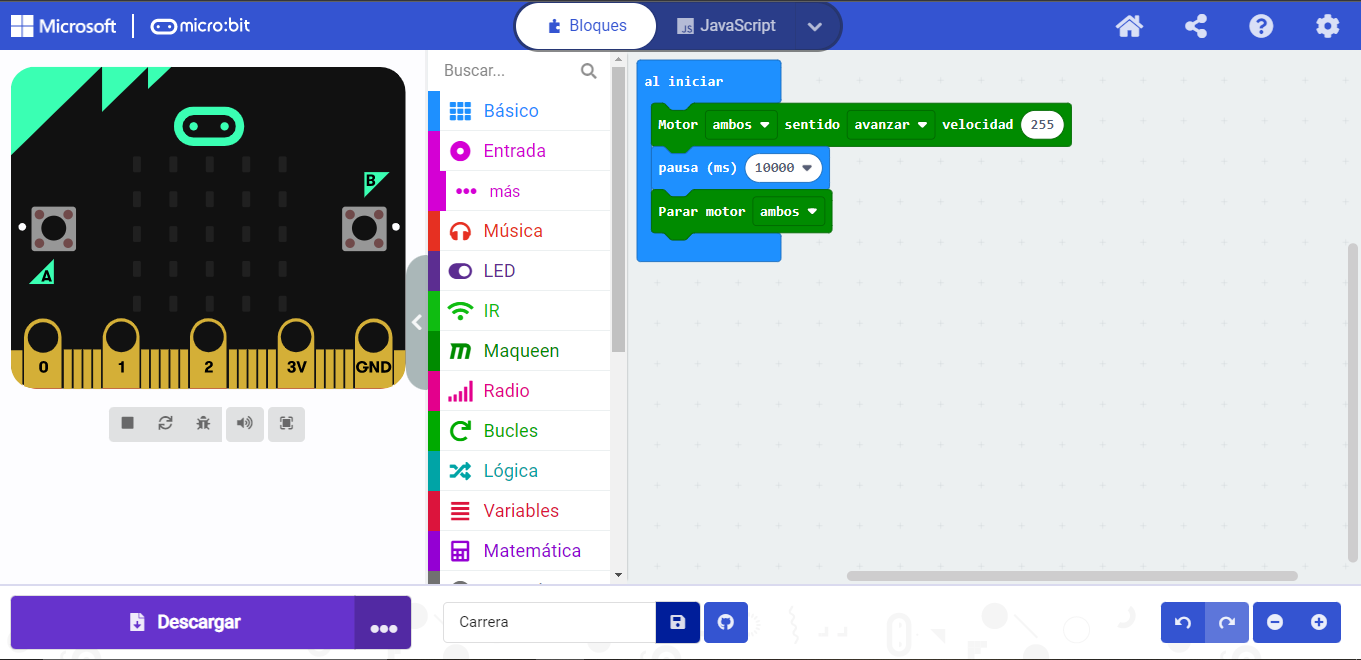 Microsoft micro:bit Bloques JS JavaScript
Buscar...
Básico
Entrada
más
Música
LED
IR
Maqueen
Radio
Bucles
Lógica
Variables
Matemática
B
A
0 1 2 3V GND
al iniciar
Motor ambos sentido avanzar velocidad 255
pausa (ms) 10000
Parar motor ambos
Descargar
Carrera